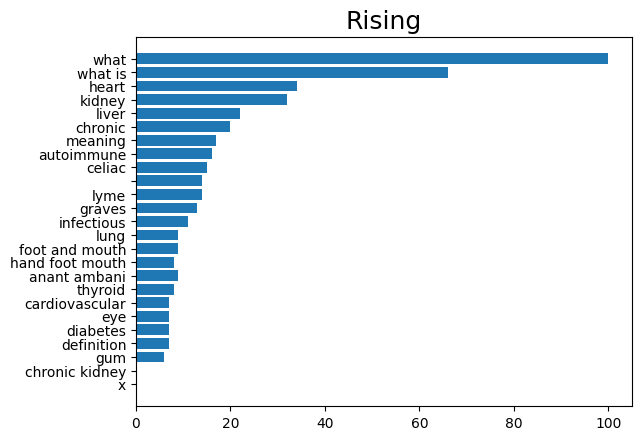 Rising
what
what is
heart
kidney
liver
chronic
meaning
autoimmune
celiac
lyme
graves
infectious
lung
foot and mouth
hand foot mouth
anant ambani
thyroid
cardiovascular
eye
diabetes
definition
gum
chronic kidney
x
0 20 40 60 80 100